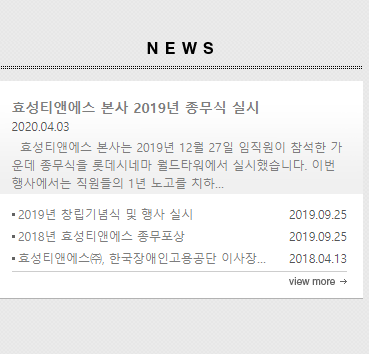 NEWS
효성티앤에스 본사 2019년 종무식 실시
2020.04.03
효성티앤에스 본사는 2019년 12월 27일 임직원이 참석한 가
운데 종무식을 롯데시네마 월드타워에서 실시했습니다. 이번
행사에서는 직원들의 1년 노고를 치하...
2019년 창립기념식 및 행사 실시 2019.09.25
2018년 효성티앤에스 종무포상 2019.09.25
효성티앤에스㈜, 한국장애인고용공단 이사장... 2018.04.13
view more →